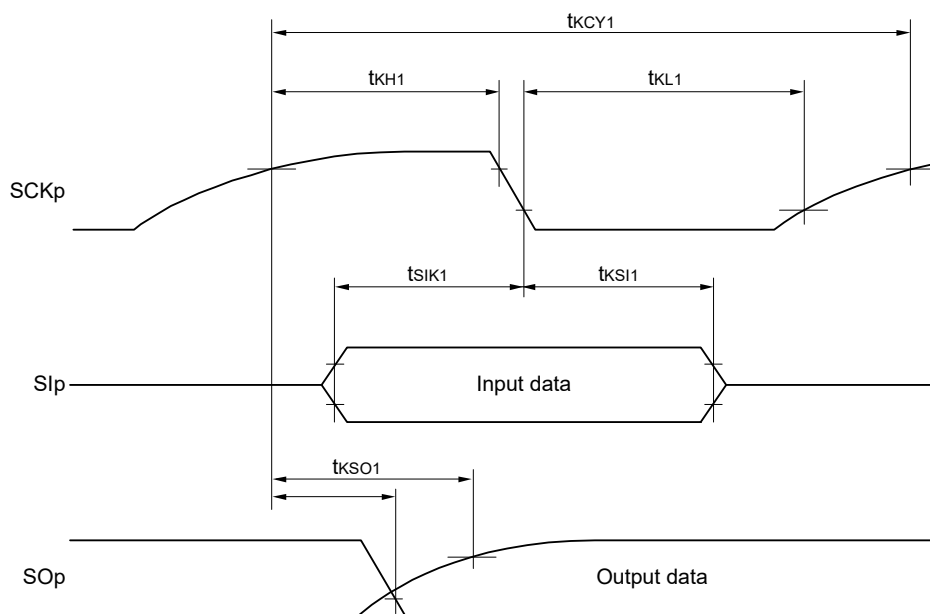 tKCY1
tKH1
tKL1
SCKp
tSIK1
tKSI1
SIp
Input data
tKSO1
SOp
Output data